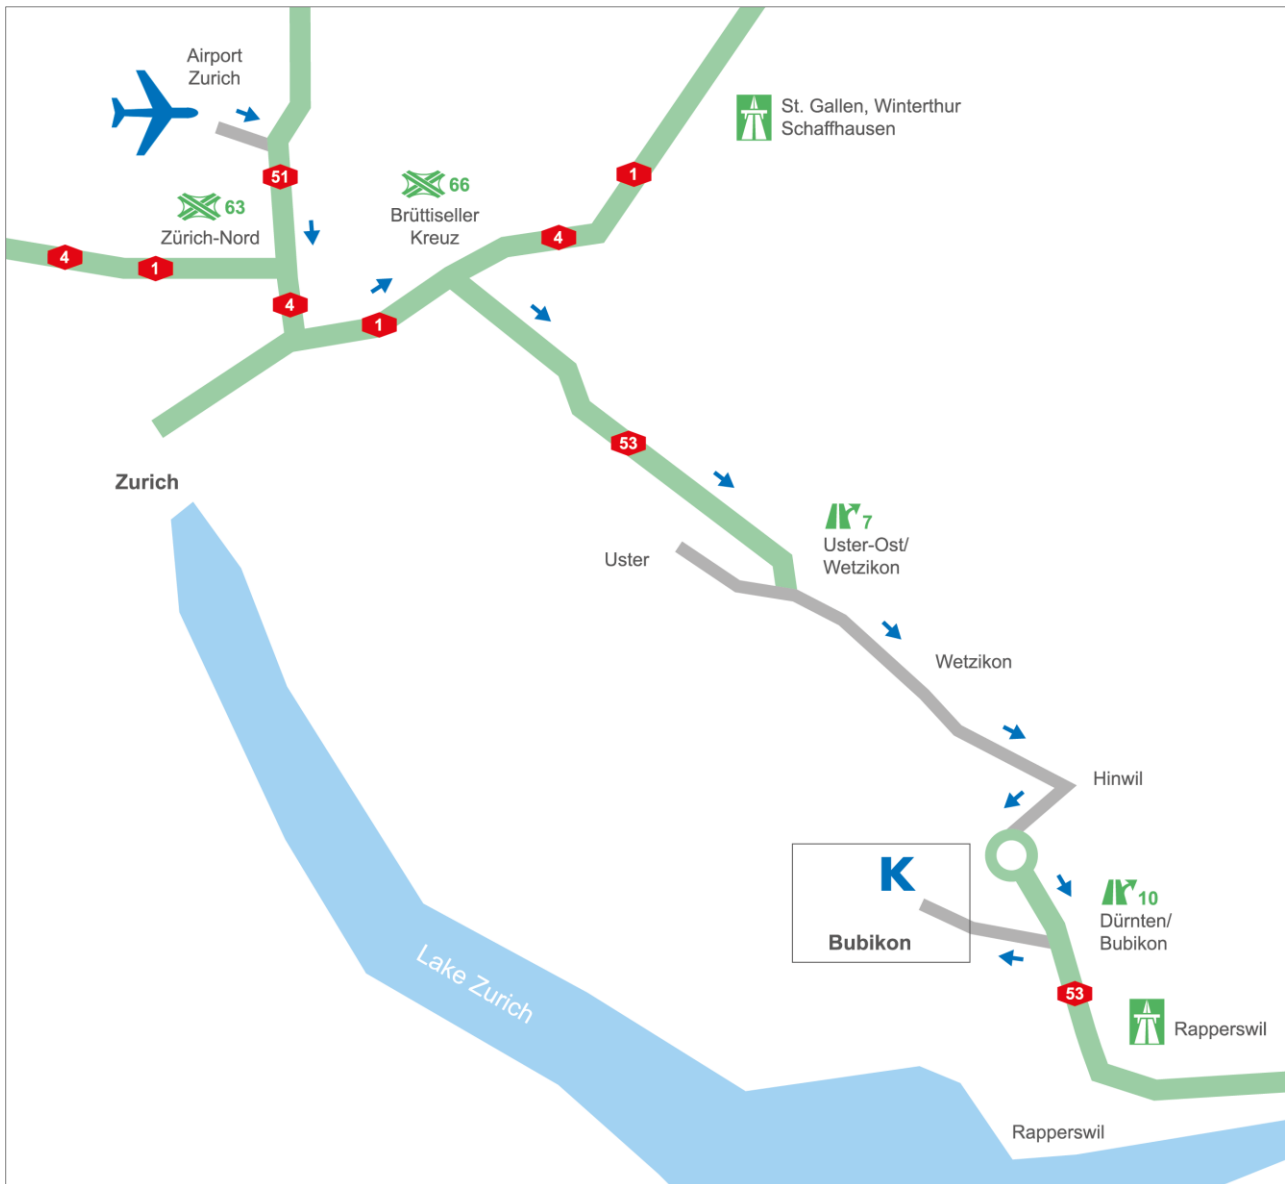 Airport
Zurich
St. Gallen, Winterthur
Schaffhausen
51
1
66
63
Brüttiseller
Kreuz
Zürich-Nord
4
4
1
4
1
53
Zurich
7
Uster-Ost/
Wetzikon
Uster
Wetzikon
Hinwil
K
10
Dürnten/
Bubikon
Bubikon
Lake Zurich
53
Rapperswil
Rapperswil